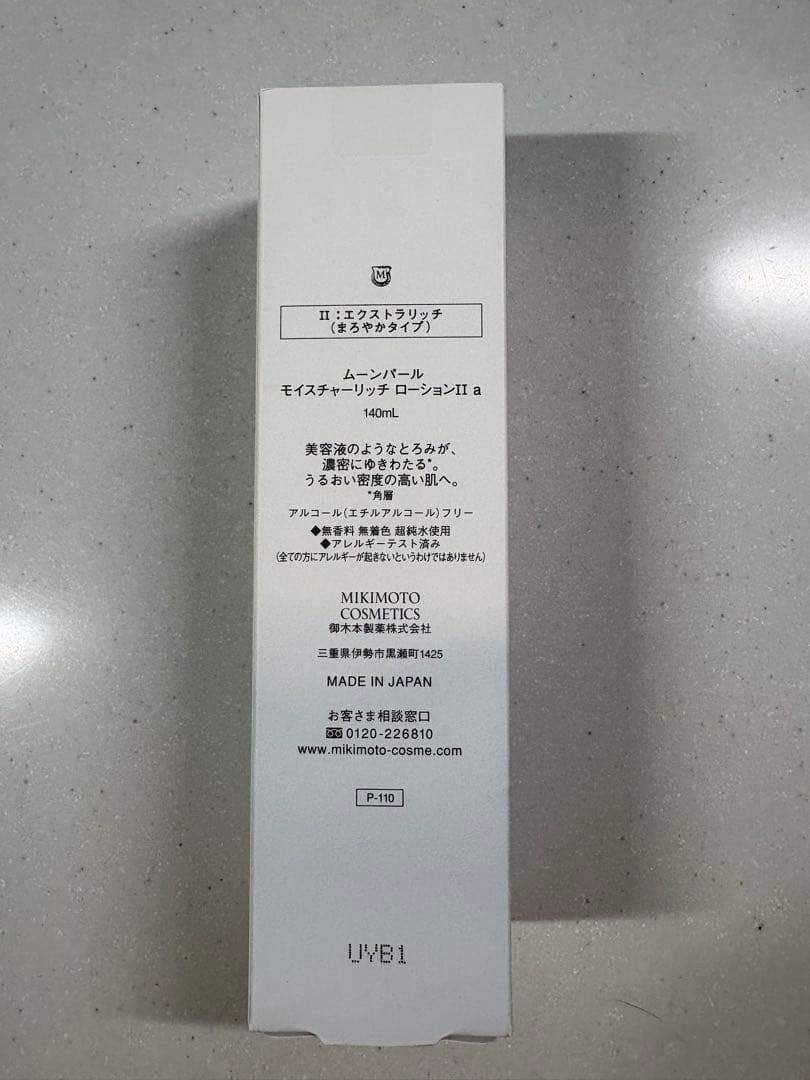 M
II：エクストラリッチ
（まろやかタイプ）
ムーンパール
モイスチャーリッチ ローションII a
140mL
美容液のようなとろみが、
濃密にゆきわたる*。
うるおい密度の高い肌へ。
*角層
アルコール（エチルアルコール）フリー
◆無香料 無着色 超純水使用
◆アレルギーテスト済み
（全ての方にアレルギーが起きないというわけではありません）
MIKIMOTO
COSMETICS
御木本製薬株式会社
三重県伊勢市黒瀬町1425
MADE IN JAPAN
お客さま相談窓口
0120-226810
www.mikimoto-cosme.com
P-110
UYB1